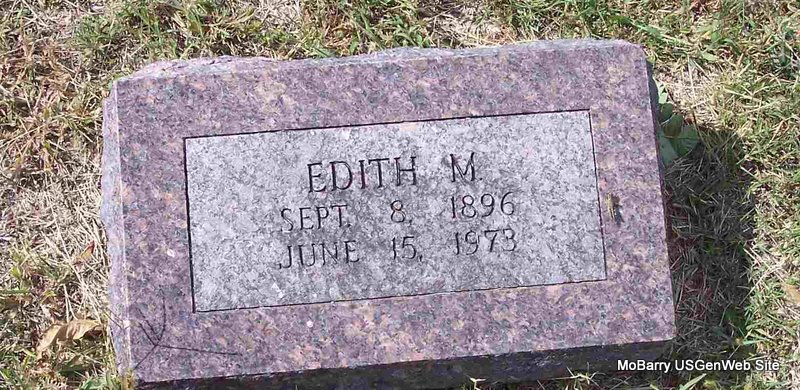 EDITH M.
SEPT. 8, 1896
JUNE 15, 1973
MoBarry USGenWeb Site